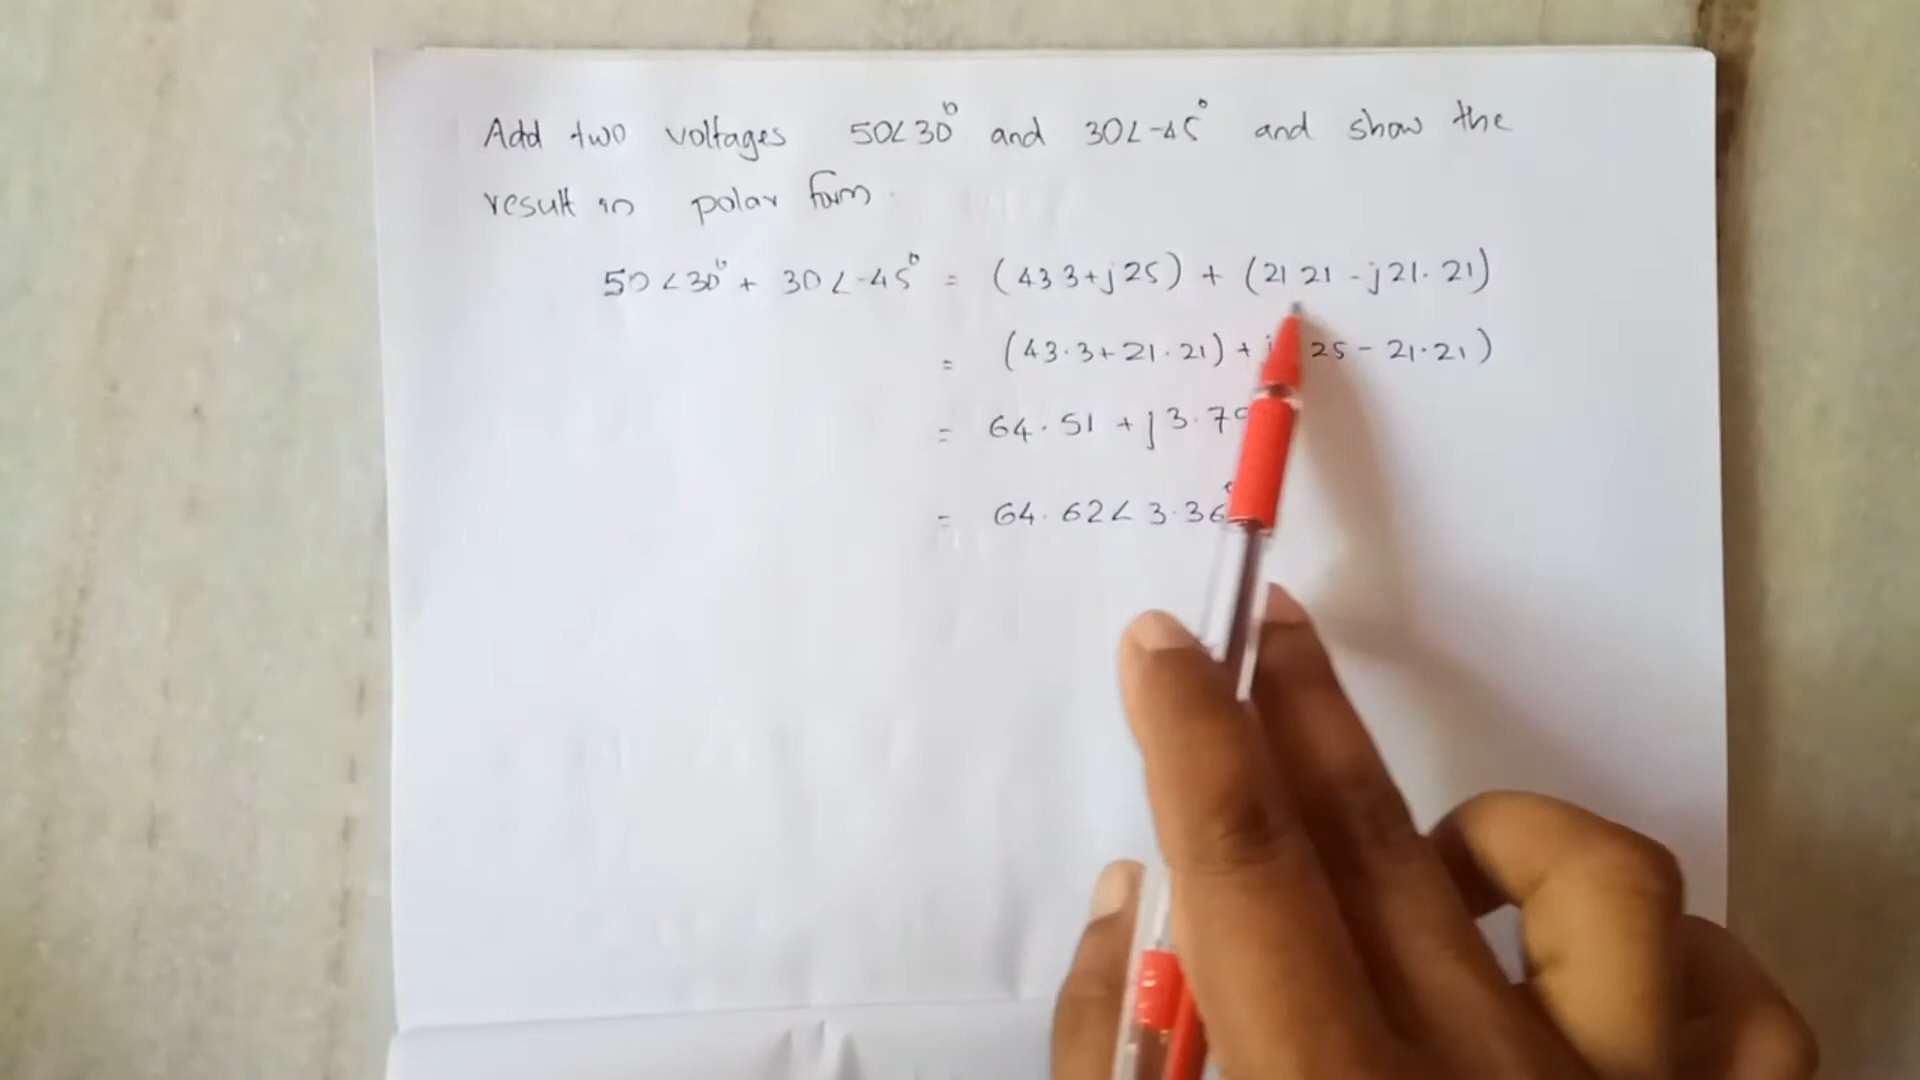 Add two voltages 50∠30° and 30∠-45° and show the
result in polar form.
50∠30° + 30∠-45° = (43.3+j25) + (21.21 - j21.21)
= (43.3+21.21) + 25 - 21.21)
= 64.51 + j3.79
= 64.62∠3.36°